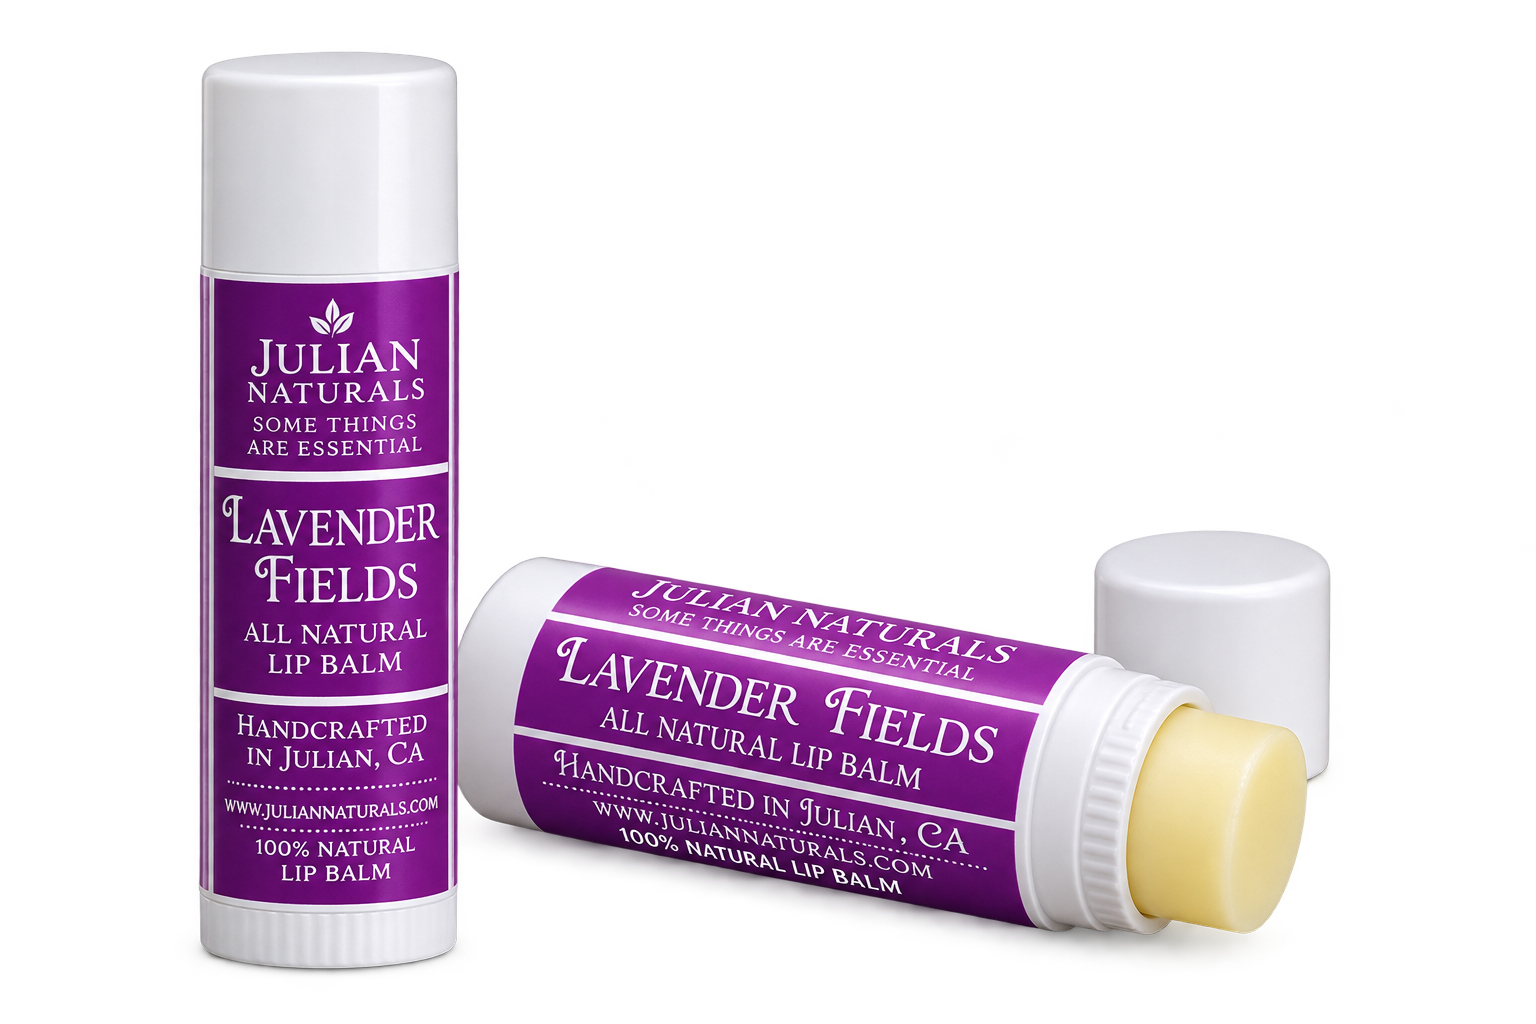 JULIAN
NATURALS
SOME THINGS
ARE ESSENTIAL
LAVENDER
FIELDS
ALL NATURAL
LIP BALM
HANDCRAFTED
IN JULIAN, CA
WWW.JULIANNATURALS.COM
100% NATURAL
LIP BALM
JULIAN NATURALS
SOME THINGS ARE ESSENTIAL
LAVENDER FIELDS
ALL NATURAL LIP BALM
HANDCRAFTED IN JULIAN, CA
WWW.JULIANNATURALS.COM
100% NATURAL LIP BALM